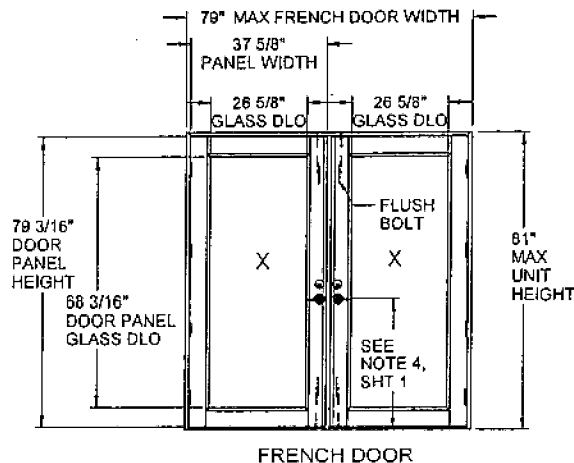 79" MAX FRENCH DOOR WIDTH
37 5/8"
PANEL WIDTH
26 5/8"
GLASS DLO
26 5/8"
GLASS DLO
FLUSH
BOLT
79 3/16"
DOOR
PANEL
HEIGHT
81"
MAX
UNIT
HEIGHT
X
X
68 3/16"
DOOR PANEL
GLASS DLO
SEE
NOTE 4,
SHT 1
FRENCH DOOR